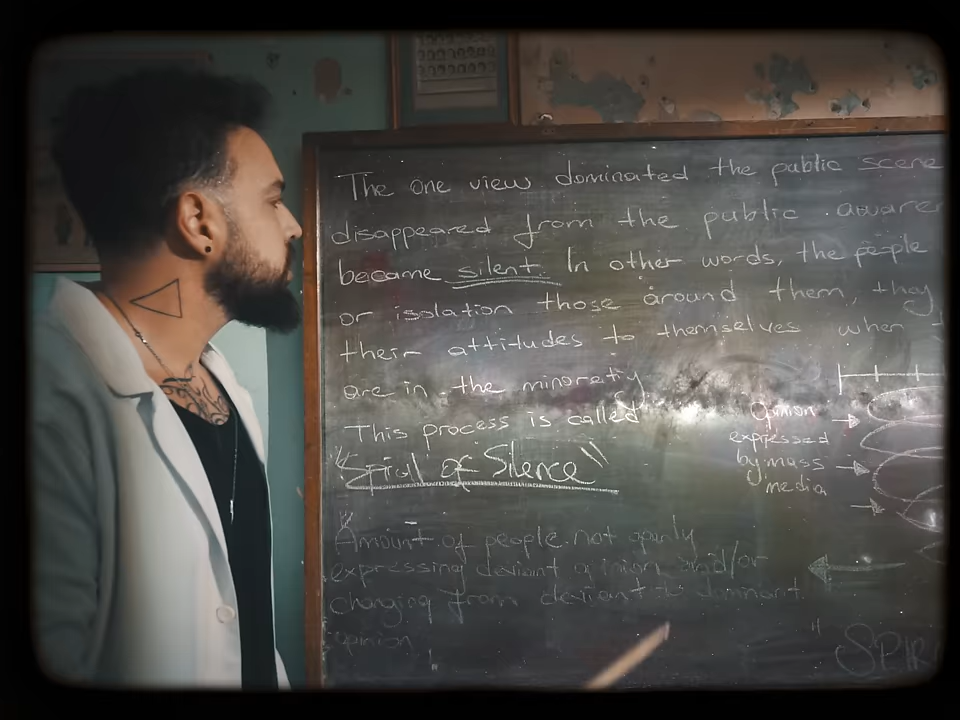 The one view dominated the public scene
disappeared from the public awaren
became silent. In other words, the people
or isolation those around them, they
their attitudes to themselves when
are in the minoratiy
This process is called
"Spiral of Silence"
Opinion
expressed
by mass
media
Amount of people not openly
expressing deviant opinion and/or
changing from deviant to dominant
opinion
"SPIR